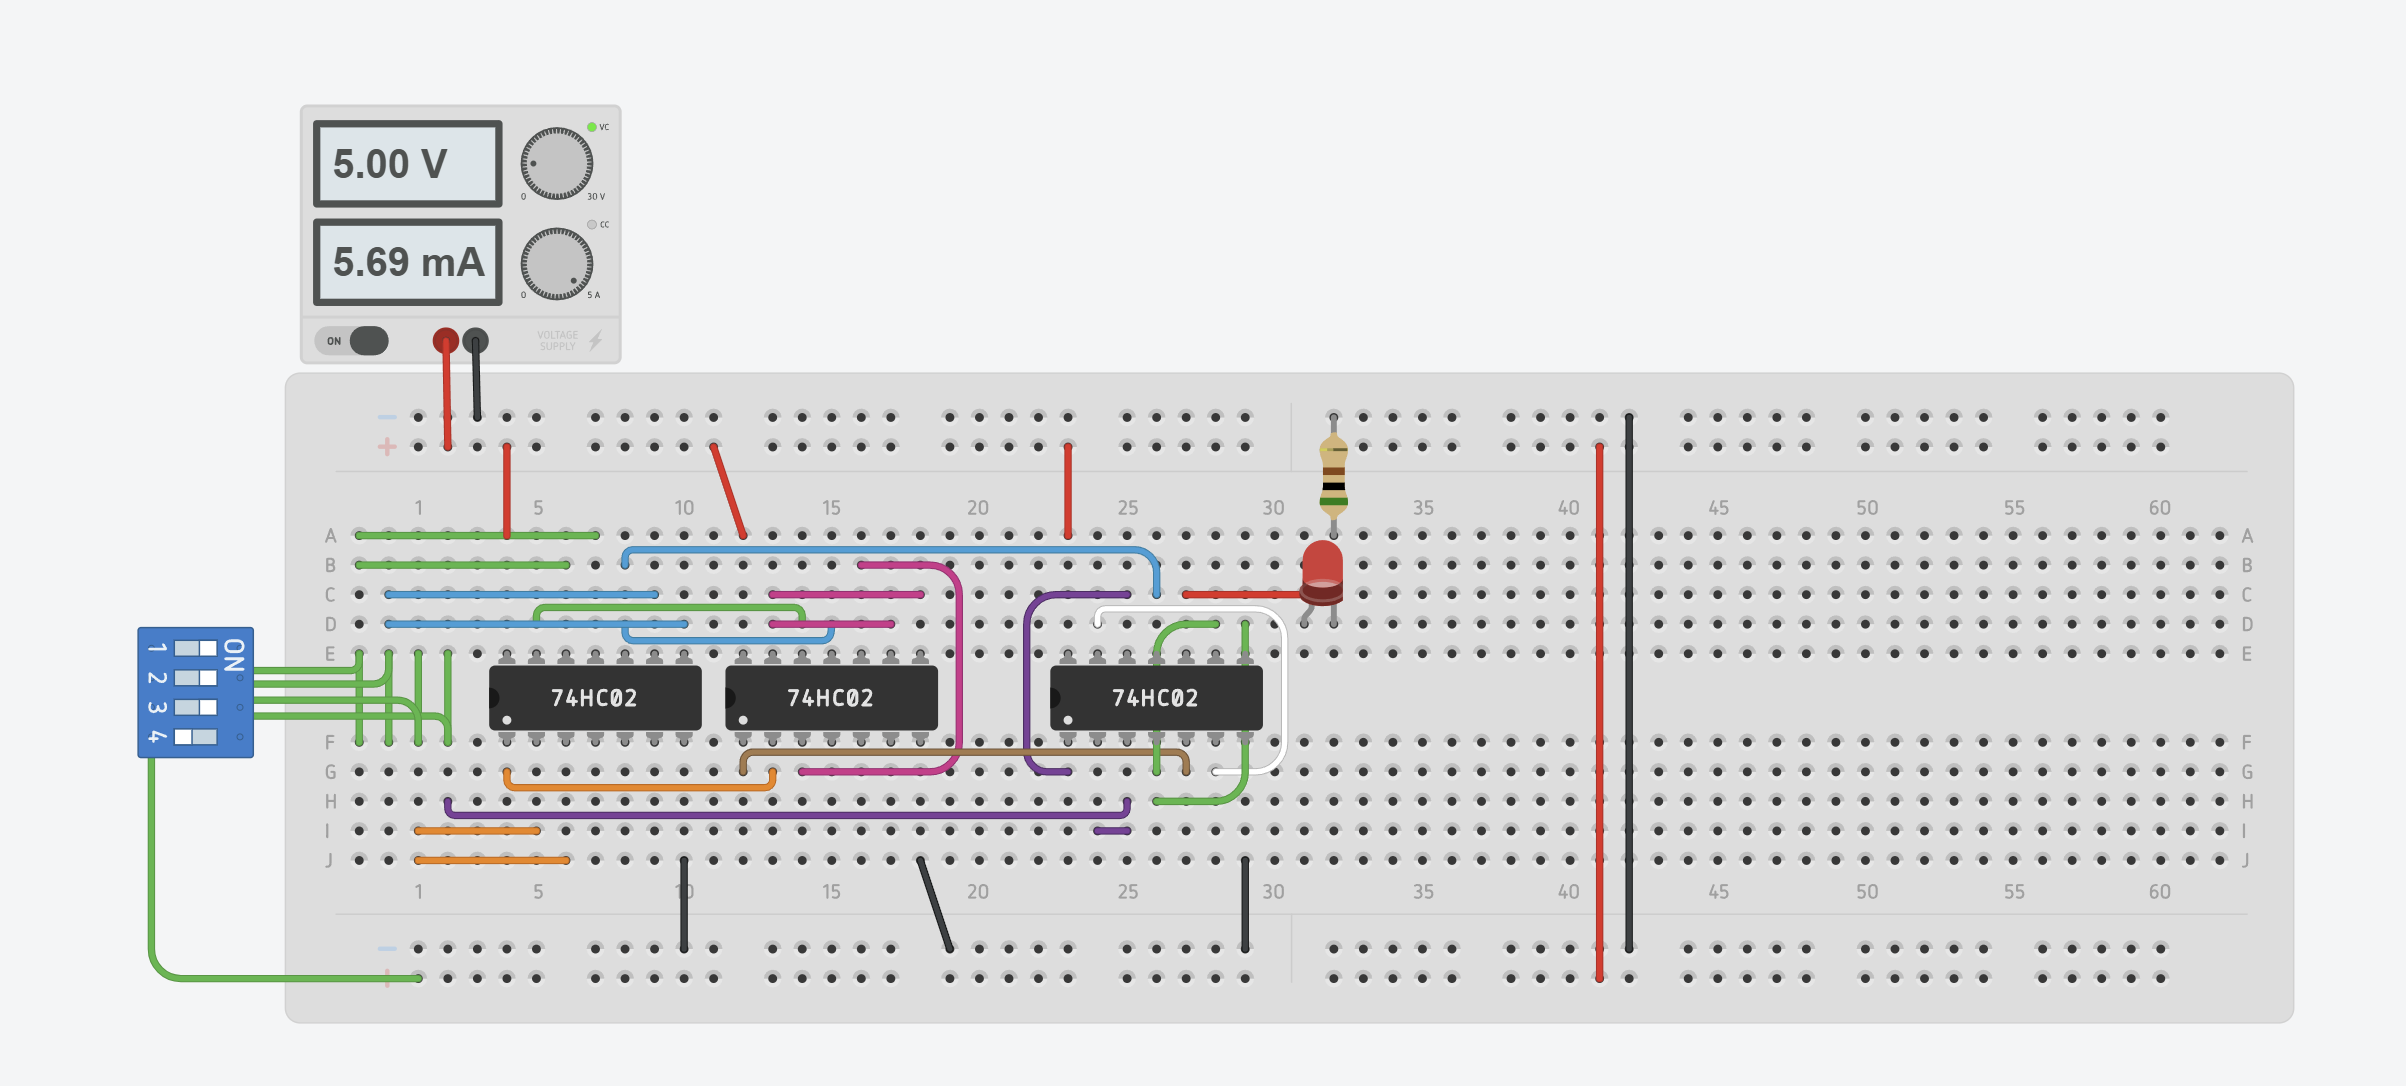 5.00 V
VC
0
30 V
5.69 mA
CC
0
5 A
ON
VOLTAGE
SUPPLY
−
+
1 5 10 15 20 25 30 35 40 45 50 55 60
A A
B B
C C
D D
E E
ON
1
2
3
4
74HC02 74HC02 74HC02
F F
G G
H H
I I
J J
1 5 10 15 20 25 30 35 40 45 50 55 60
−
+